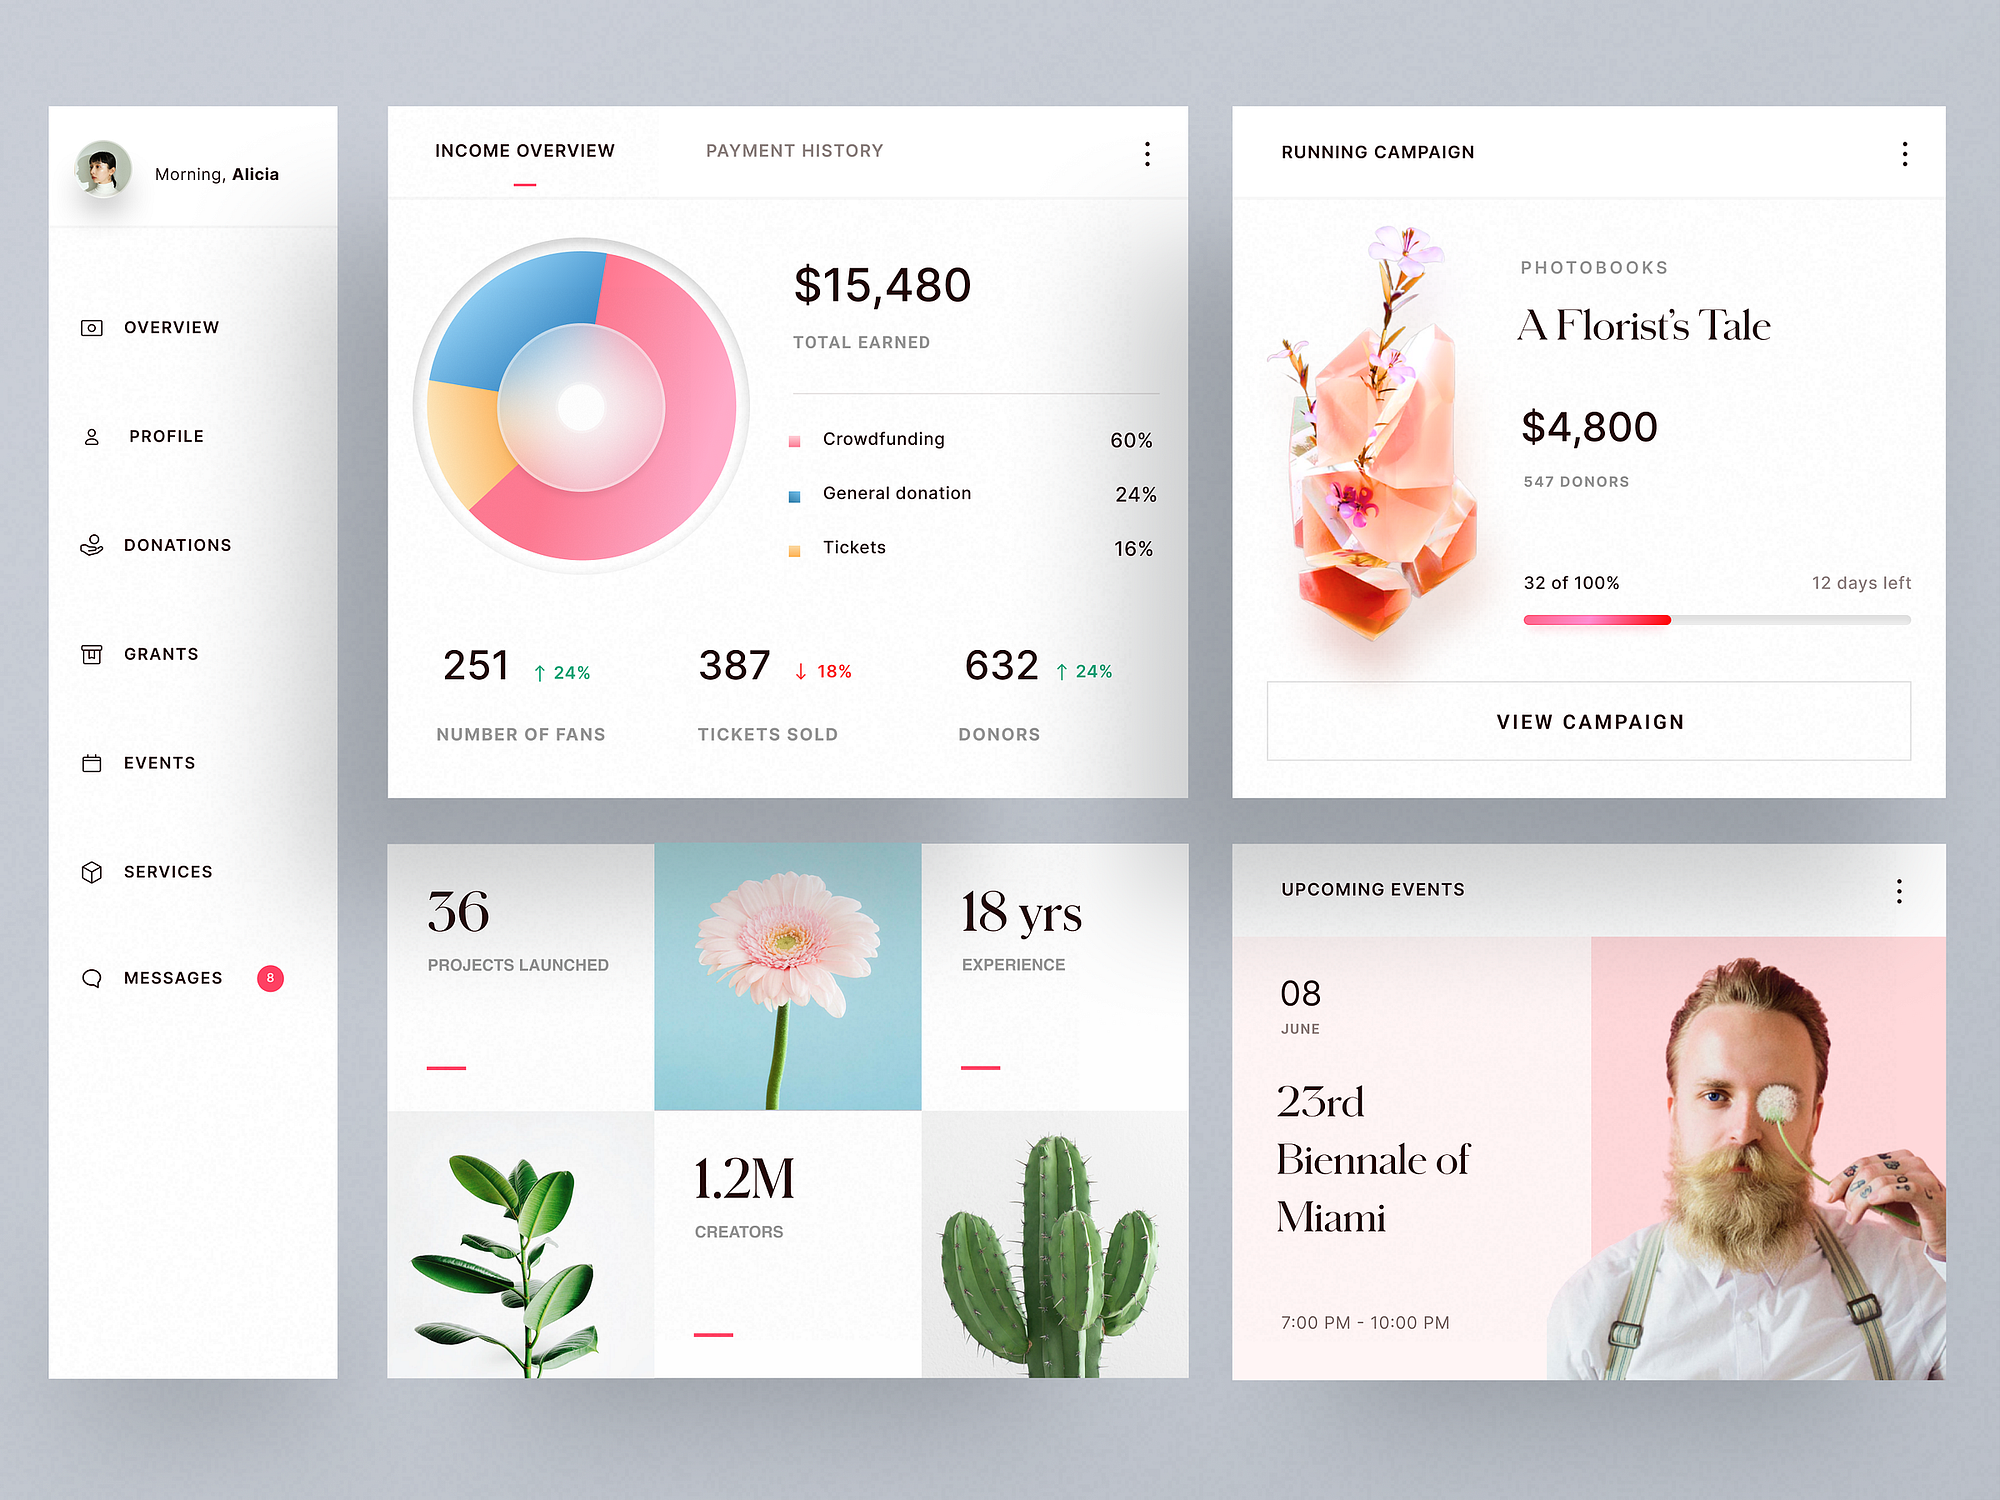 Morning, Alicia
OVERVIEW
PROFILE
DONATIONS
GRANTS
EVENTS
SERVICES
MESSAGES 8
INCOME OVERVIEW PAYMENT HISTORY
$15,480
TOTAL EARNED
Crowdfunding 60%
General donation 24%
Tickets 16%
251 ↑ 24% 387 ↓ 18% 632 ↑ 24%
NUMBER OF FANS TICKETS SOLD DONORS
RUNNING CAMPAIGN
PHOTOBOOKS
A Florist’s Tale
$4,800
547 DONORS
32 of 100% 12 days left
VIEW CAMPAIGN
36
PROJECTS LAUNCHED
18 yrs
EXPERIENCE
1.2M
CREATORS
UPCOMING EVENTS
08
JUNE
23rd
Biennale of
Miami
7:00 PM - 10:00 PM